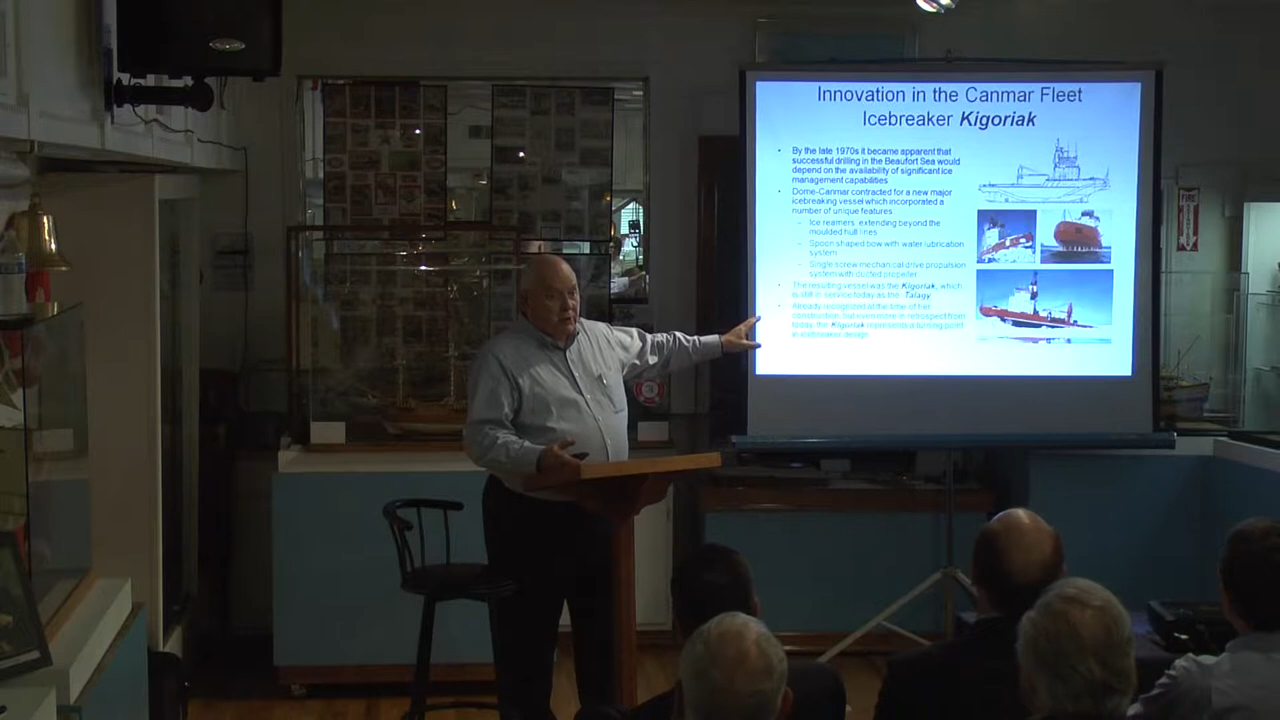 Innovation in the Canmar Fleet
Icebreaker Kigoriak
• By the late 1970s it became apparent that
successful drilling in the Beaufort Sea would
depend on the availability of significant ice
management capabilities
• Dome-Canmar contracted for a new major
icebreaking vessel which incorporated a
number of unique features
– Ice reamers extending beyond the
moulded hull lines
– Spoon shaped bow with water lubrication
system
– Single screw mechanical drive propulsion
system with ducted propeller
• The resulting vessel was the Kigoriak, which
is still in service today as the Talagy
• Already recognized at the time of her
construction, but even more in retrospect from
today, the Kigoriak represents a turning point
in icebreaker design
FIRE